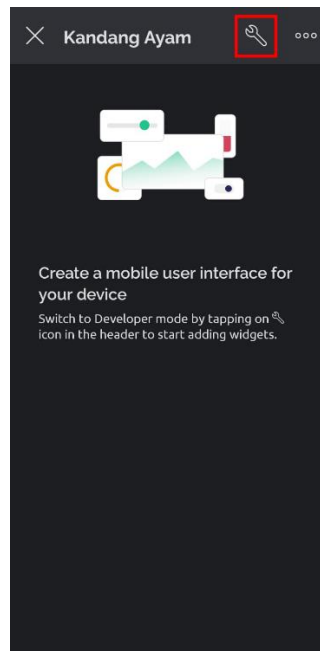 Kandang Ayam
Create a mobile user interface for
your device
Switch to Developer mode by tapping on
icon in the header to start adding widgets.